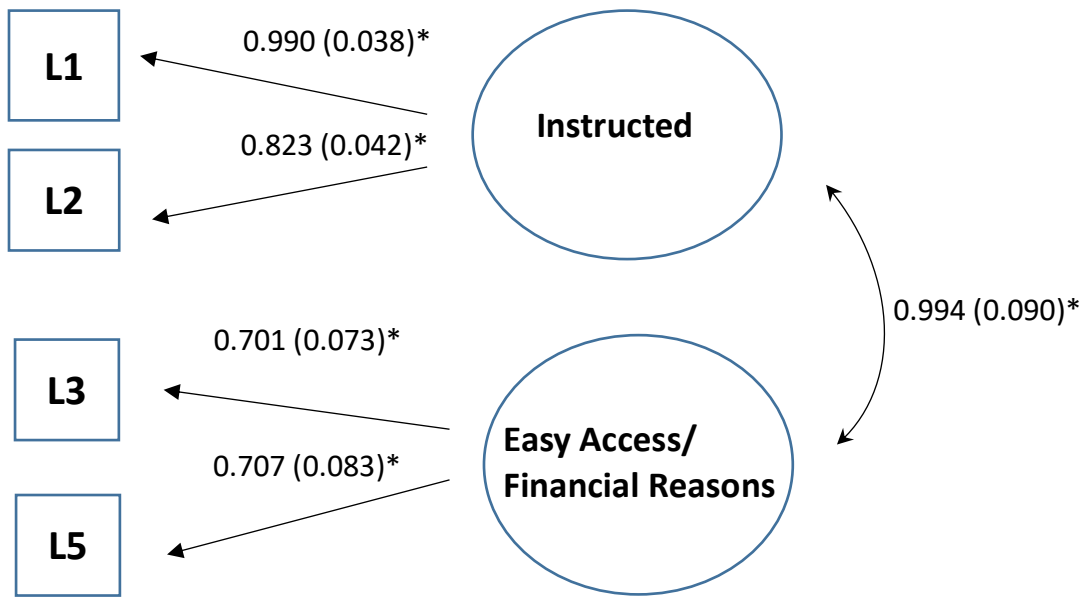 L1
0.990 (0.038)*
Instructed
0.823 (0.042)*
L2
0.994 (0.090)*
0.701 (0.073)*
L3
Easy Access/
Financial Reasons
0.707 (0.083)*
L5